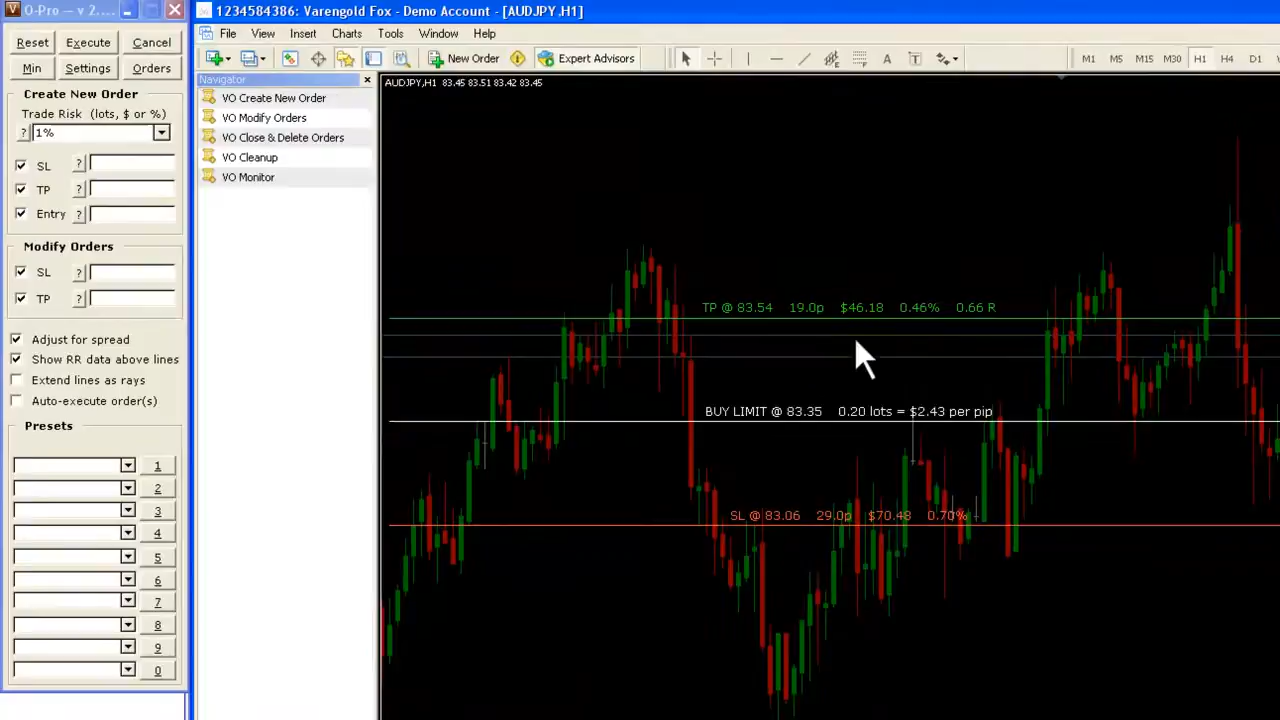 O-Pro — v 2...
Reset Execute Cancel
Min Settings Orders
Create New Order
Trade Risk (lots, $ or %)
? 1%
SL ?
TP ?
Entry ?
Modify Orders
SL ?
TP ?
Adjust for spread
Show RR data above lines
Extend lines as rays
Auto-execute order(s)
Presets
1
2
3
4
5
6
7
8
9
0
1234584386: Varengold Fox - Demo Account - [AUDJPY,H1]
File View Insert Charts Tools Window Help
New Order Expert Advisors A T M1 M5 M15 M30 H1 H4 D1
Navigator
VO Create New Order
VO Modify Orders
VO Close & Delete Orders
VO Cleanup
VO Monitor
AUDJPY,H1 83.45 83.51 83.42 83.45
TP @ 83.54 19.0p $46.18 0.46% 0.66 R
BUY LIMIT @ 83.35 0.20 lots = $2.43 per pip
SL @ 83.06 29.0p $70.48 0.70%